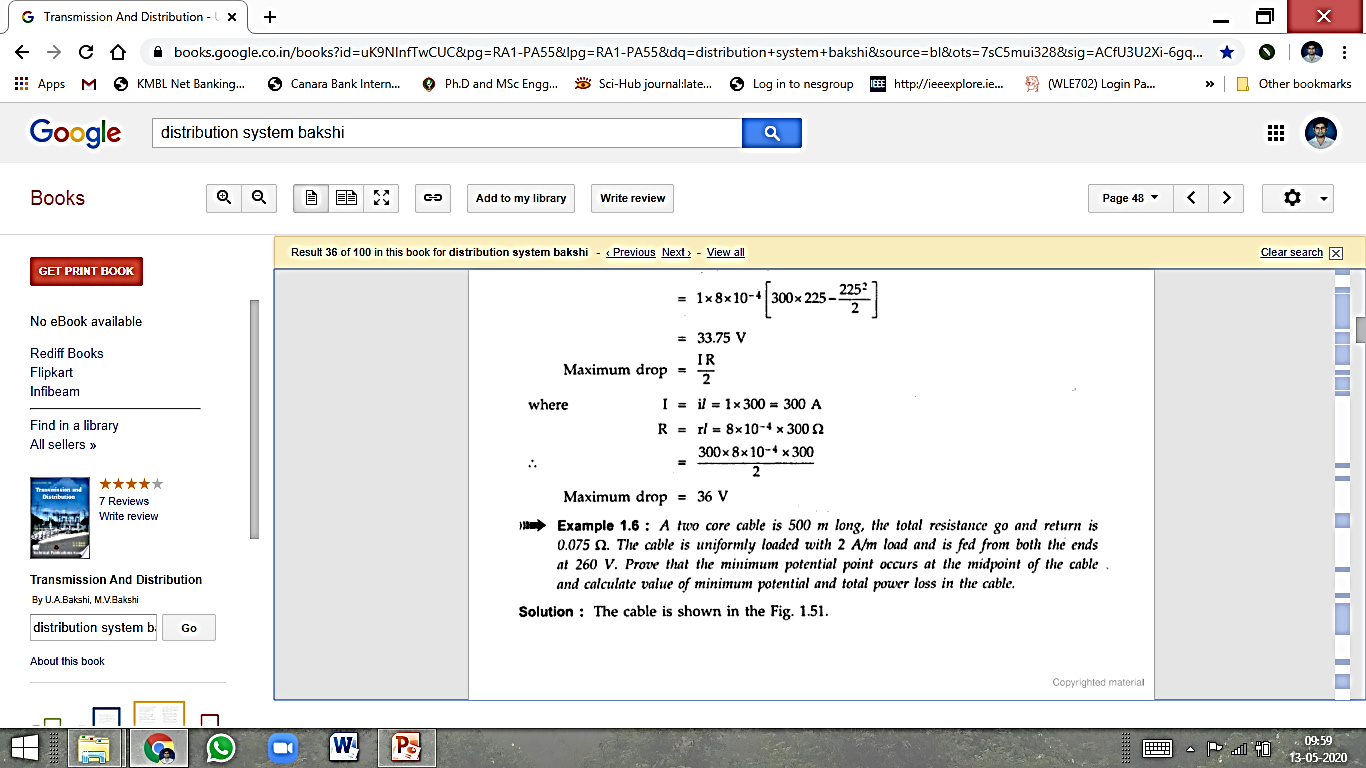 Transmission And Distribution - U
books.google.co.in/books?id=uK9NInfTwCUC&pg=RA1-PA55&lpg=RA1-PA55&dq=distribution+system+bakshi&source=bl&ots=7sC5mui328&sig=ACfU3U2Xi-6gq...
Apps KMBL Net Banking... Canara Bank Intern... Ph.D and MSc Engg... Sci-Hub journal:late... Log in to nesgroup IEEE http://ieeexplore.ie... (WLE702) Login Pa... » Other bookmarks
Google distribution system bakshi
Books Add to my library Write review Page 48
Result 36 of 100 in this book for distribution system bakshi - ‹ Previous Next › - View all Clear search
GET PRINT BOOK
No eBook available
Rediff Books
Flipkart
Infibeam
Find in a library
All sellers »
Transmission and Distribution
7 Reviews
Write review
Transmission And Distribution
By U.A.Bakshi, M.V.Bakshi
distribution system b Go
About this book
= 1×8×10⁻⁴ [300×225−225²/2]
= 33.75 V
Maximum drop = I R/2
where I = il = 1×300 = 300 A
R = rl = 8×10⁻⁴ ×300 Ω
∴ = 300×8×10⁻⁴ ×300/2
Maximum drop = 36 V
Example 1.6 : A two core cable is 500 m long, the total resistance go and return is
0.075 Ω. The cable is uniformly loaded with 2 A/m load and is fed from both the ends
at 260 V. Prove that the minimum potential point occurs at the midpoint of the cable
and calculate value of minimum potential and total power loss in the cable.
Solution : The cable is shown in the Fig. 1.51.
Copyrighted material
09:59
13-05-2020